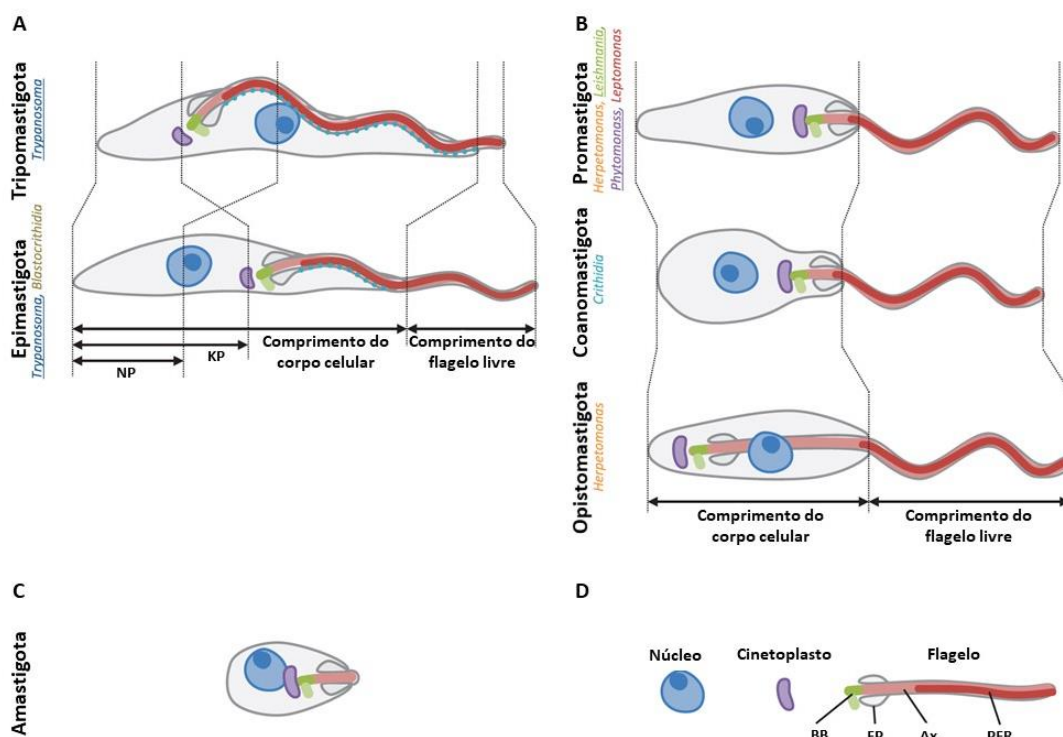 A
Tripomastigota
Trypanosoma
Epimastigota
Trypanosoma, Blastocrithidia
NP
KP
Comprimento do
corpo celular
Comprimento do
flagelo livre
B
Promastigota
Herpetomonas, Leishmania,
Phytomonass, Leptomonas
Coanomastigota
Crithidia
Opistomastigota
Herpetomonas
Comprimento do
corpo celular
Comprimento do
flagelo livre
C
Amastigota
D
Núcleo
Cinetoplasto
Flagelo
BB
FP
Ax
PFR